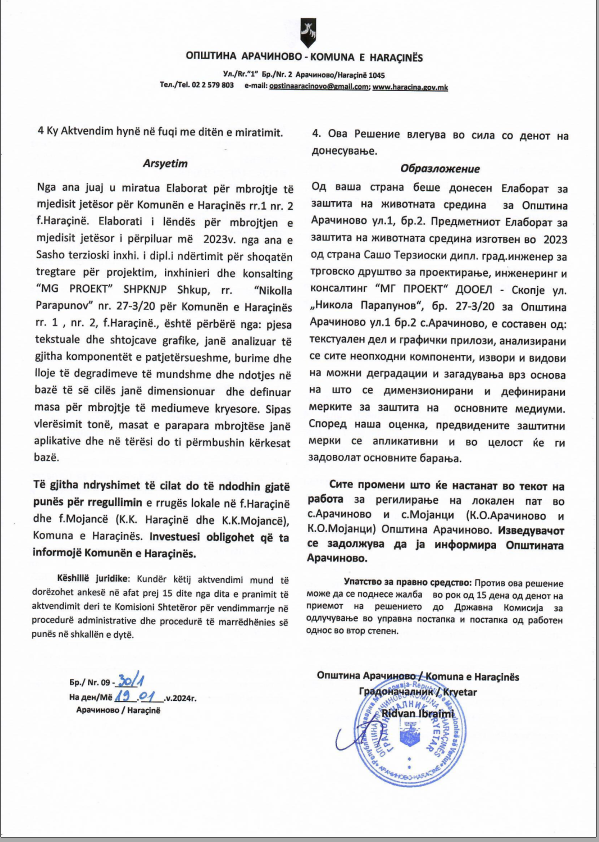 ОПШТИНА АРАЧИНОВО - KOMUNA E HARAÇINËS
Ул./Rr."1" Бр./Nr. 2 Арачиново/Haraçinë 1045
Тел./Tel. 02 2 579 803 e-mail: opstinaaracinovo@gmail.com; www.haracina.gov.mk
4 Ky Aktvendim hynë në fuqi me ditën e miratimit.
Arsyetim
Nga ana juaj u miratua Elaborat për mbrojtje të
mjedisit jetësor për Komunën e Haraçinës rr.1 nr. 2
f.Haraçinë. Elaborati i lëndës për mbrojtjen e
mjedisit jetësor i përpiluar më 2023v. nga ana e
Sasho terzioski inxhi. i dipl.i ndërtimit për shoqatën
tregtare për projektim, inxhinieri dhe konsalting
"MG PROEKT" SHPKNJP Shkup, rr. "Nikolla
Parapunov" nr. 27-3/20 për Komunën e Haraçinës
rr. 1 , nr. 2, f.Haraçinë., është përbërë nga: pjesa
tekstuale dhe shtojcave grafike, janë analizuar të
gjitha komponentët e patjetërsueshme, burime dhe
lloje të degradimeve të mundshme dhe ndotjes në
bazë të së cilës janë dimensionuar dhe definuar
masa për mbrojtje të mediumeve kryesore. Sipas
vlerësimit tonë, masat e parapara mbrojtëse janë
aplikative dhe në tërësi do ti përmbushin kërkesat
bazë.
Të gjitha ndryshimet të cilat do të ndodhin gjatë
punës për rregullimin e rrugës lokale në f.Haraçinë
dhe f.Mojancë (K.K. Haraçinë dhe K.K.Mojancë),
Komuna e Haraçinës. Investuesi obligohet që ta
informojë Komunën e Haraçinës.
Këshillë juridike: Kundër këtij aktvendimi mund të
dorëzohet ankesë në afat prej 15 dite nga dita e pranimit të
aktvendimit deri te Komisioni Shtetëror për vendimmarrje në
procedurë administrative dhe procedurë të marrëdhënies së
punës në shkallën e dytë.
4. Ова Решение влегува во сила со денот на
донесување.
Образложение
Од ваша страна беше донесен Елаборат за
заштита на животната средина за Општина
Арачиново ул.1, бр.2. Предметниот Елаборат за
заштита на животната средина изготвен во 2023
од страна Сашо Терзиоски дипл. град.инженер за
трговско друштво за проектирање, инженеринг и
консалтинг "МГ ПРОЕКТ" ДООЕЛ - Скопје ул.
„Никола Парапунов", бр. 27-3/20 за Општина
Арачиново ул.1 бр.2 с.Арачиново, е составен од:
текстуален дел и графички прилози, анализирани
се сите неопходни компоненти, извори и видови
на можни деградации и загадувања врз основа
на што се димензионирани и дефинирани
мерките за заштита на основните медиуми.
Според наша оценка, предвидените заштитни
мерки се апликативни и во целост ќе ги
задоволат основните барања.
Сите промени што ќе настанат во текот на
работа за регилирање на локален пат во
с.Арачиново и с.Мојанци (К.О.Арачиново и
К.О.Мојанци) Општина Арачиново. Изведувачот
се задолжува да ја информира Општината
Арачиново.
Упатство за правно средство: Против ова решение
може да се поднесе жалба во рок од 15 дена од денот на
приемот на решението до Државна Комисија за
одлучување во управна постапка и постапка од работен
однос во втор степен.
Бр./ Nr. 09 - 30/1
На ден/Më 19.01.v.2024г.
Арачиново / Haraçinë
Општина Арачиново / Komuna e Haraçinës
Градоначалник / Kryetar
Ridvan Ibraimi